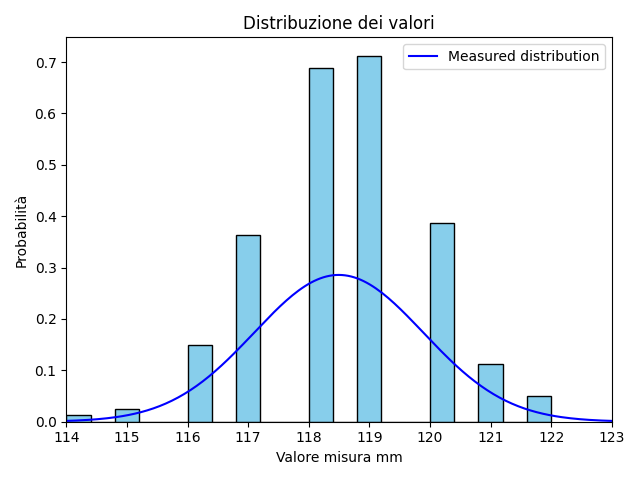 Distribuzione dei valori
Measured distribution
0.7
0.6
0.5
0.4
0.3
0.2
0.1
0.0
Probabilità
114 115 116 117 118 119 120 121 122 123
Valore misura mm